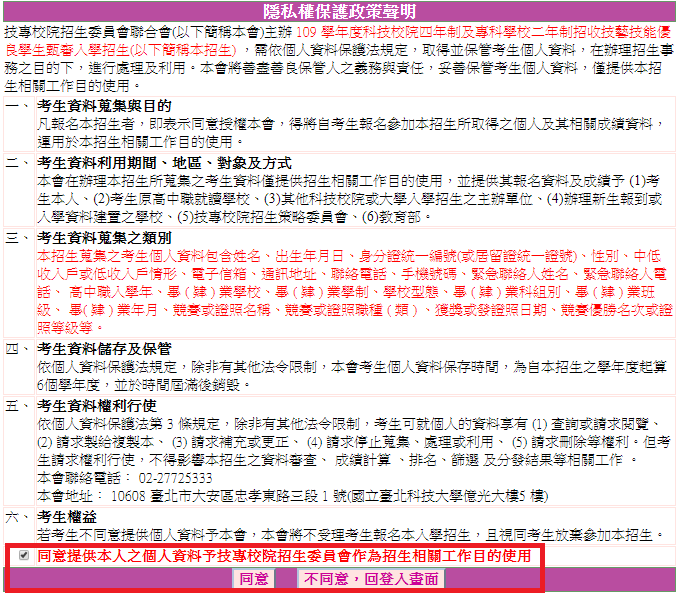 隱私權保護政策聲明
技專校院招生委員會聯合會(以下簡稱本會)主辦 109 學年度科技校院四年制及專科學校二年制招收技藝技能優
良學生甄審入學招生(以下簡稱本招生) ，需依個人資料保護法規定，取得並保管考生個人資料，在辦理招生事
務之目的下，進行處理及利用。本會將善盡善良保管人之義務與責任，妥善保管考生個人資料，僅提供本招
生相關工作目的使用。
一、 考生資料蒐集與目的
凡報名本招生者，即表示同意授權本會，得將自考生報名參加本招生所取得之個人及其相關成績資料，
運用於本招生相關工作目的使用。
二、 考生資料利用期間、地區、對象及方式
本會在辦理本招生所蒐集之考生資料僅提供招生相關工作目的使用，並提供其報名資料及成績予 (1)考
生本人、(2)考生原高中職就讀學校、(3)其他科技校院或大學入學招生之主辦單位、(4)辦理新生報到或
入學資料建置之學校、(5)技專校院招生策略委員會、(6)教育部。
三、 考生資料蒐集之類別
本招生蒐集之考生個人資料包含姓名、出生年月日、身分證統一編號(或居留證統一證號)、性別、中低
收入戶或低收入戶情形、電子信箱、通訊地址、聯絡電話、手機號碼、緊急聯絡人姓名、緊急聯絡人電
話、 高中職入學年、畢 ( 肄 ) 業學校、畢 ( 肄 ) 業學制、學校型態、畢 ( 肄 ) 業科組別、畢 ( 肄 ) 業班
級、 畢 ( 肄 ) 業年月、競賽或證照名稱、競賽或證照職種 ( 類 ) 、獲獎或發證照日期、競賽優勝名次或證
照等級等。
四、 考生資料儲存及保管
依個人資料保護法規定，除非有其他法令限制，本會考生個人資料保存時間，為自本招生之學年度起算
6個學年度，並於時間屆滿後銷毀。
五、 考生資料權利行使
依個人資料保護法第 3 條規定，除非有其他法令限制，考生可就個人的資料享有 (1) 查詢或請求閱覽、
(2) 請求製給複製本、 (3) 請求補充或更正、 (4) 請求停止蒐集、處理或利用、 (5) 請求刪除等權利。但考
生請求權利行使，不得影響本招生之資料審查、 成績計算 、排名、篩選 及分發結果等相關工作 。
本會聯絡電話： 02-27725333
本會地址： 10608 臺北市大安區忠孝東路三段 1 號(國立臺北科技大學億光大樓5 樓)
六、 考生權益
若考生不同意提供個人資料予本會，本會將不受理考生報名本入學招生，且視同考生放棄參加本招生。
同意提供本人之個人資料予技專校院招生委員會作為招生相關工作目的使用
同意 不同意，回登入畫面